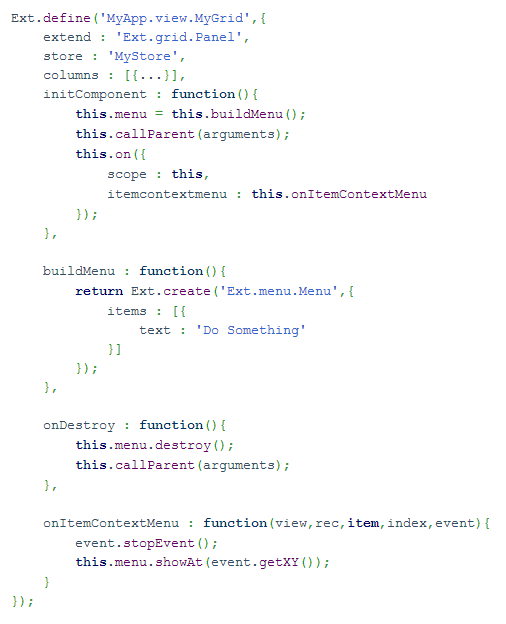 Ext.define('MyApp.view.MyGrid',{
    extend : 'Ext.grid.Panel',
    store : 'MyStore',
    columns : [{...}],
    initComponent : function(){
        this.menu = this.buildMenu();
        this.callParent(arguments);
        this.on({
            scope : this,
            itemcontextmenu : this.onItemContextMenu
        });
    },

    buildMenu : function(){
        return Ext.create('Ext.menu.Menu',{
            items : [{
                text : 'Do Something'
            }]
        });
    },

    onDestroy : function(){
        this.menu.destroy();
        this.callParent(arguments);
    },

    onItemContextMenu : function(view,rec,item,index,event){
        event.stopEvent();
        this.menu.showAt(event.getXY());
    }
});